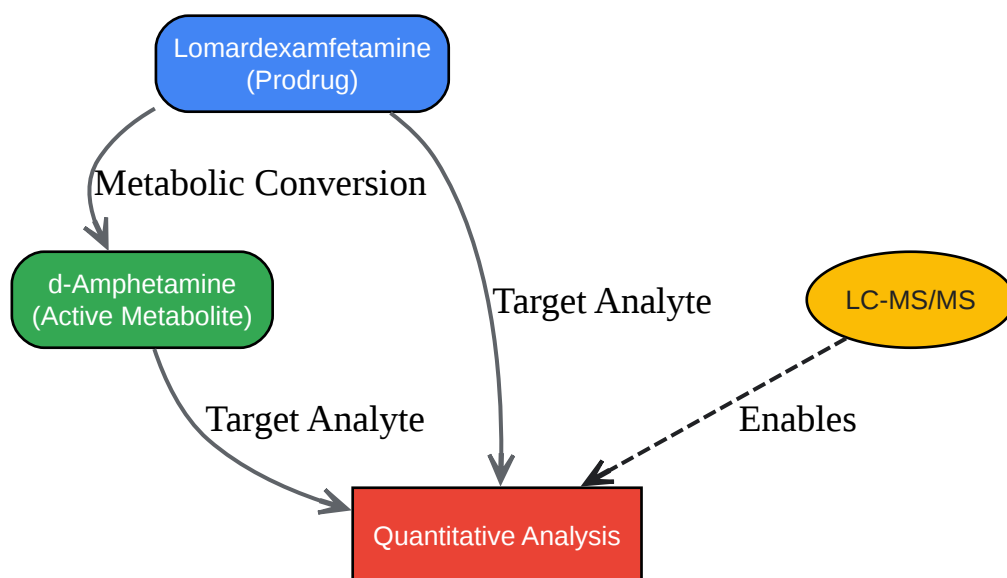 Lomardexamfetamine
(Prodrug)
Metabolic Conversion
d-Amphetamine
(Active Metabolite)
Target Analyte
LC-MS/MS
Target Analyte
Enables
Quantitative Analysis